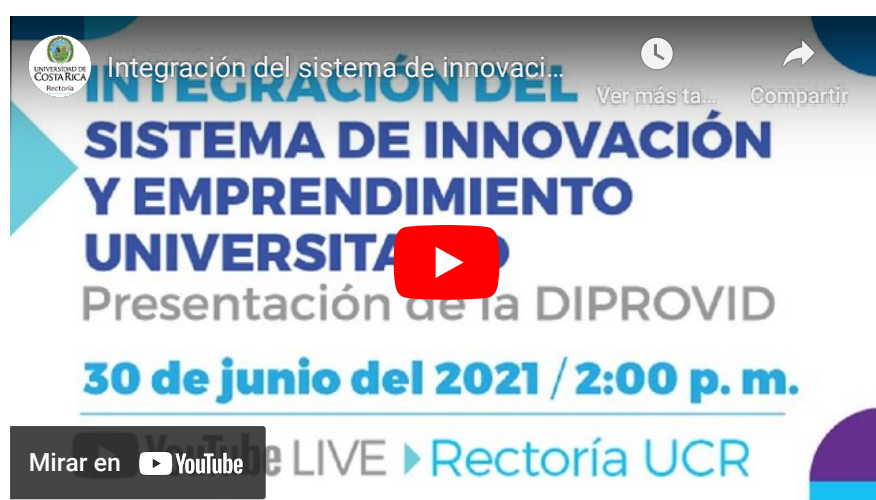 UNIVERSIDAD DE
COSTA RICA
Rectoría
Integración del sistema de innovaci...
Ver más ta...
Compartir
INTEGRACIÓN DEL
SISTEMA DE INNOVACIÓN
Y EMPRENDIMIENTO
Presentación de la DIPROVID
30 de junio del 2021 / 2:00 p. m.
YouTube LIVE Rectoría UCR
Mirar en YouTube